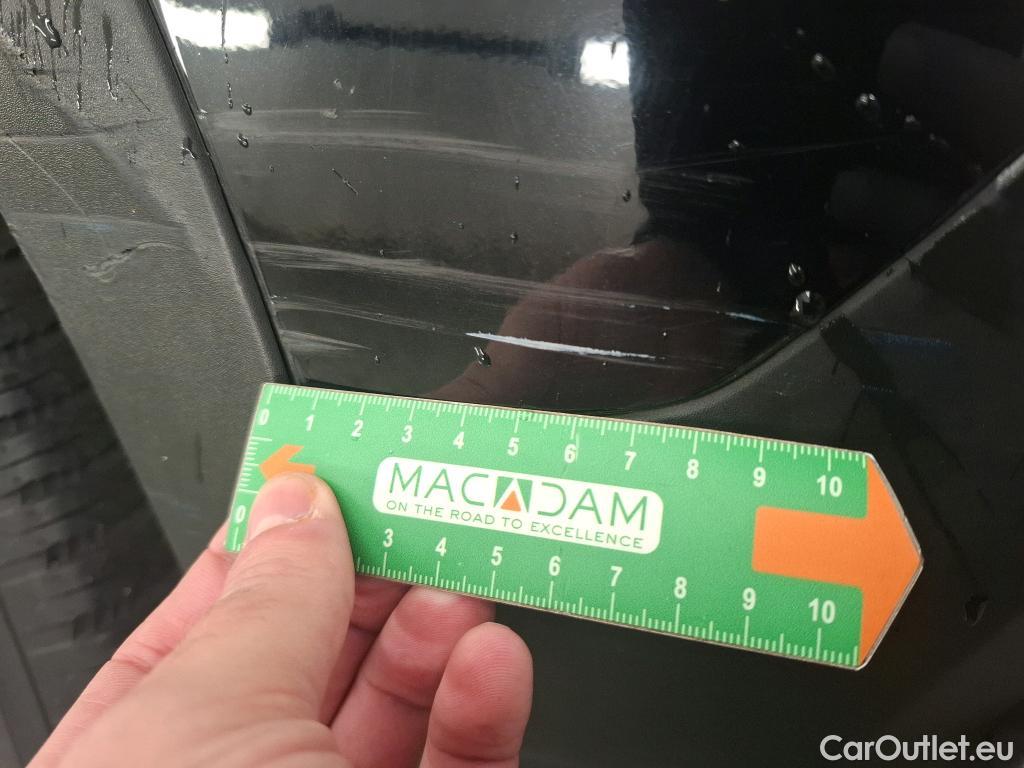 0 1 2 3 4 5 6 7 8 9 10
MACADAM
ON THE ROAD TO EXCELLENCE
0 3 4 5 6 7 8 9 10
CarOutlet.eu